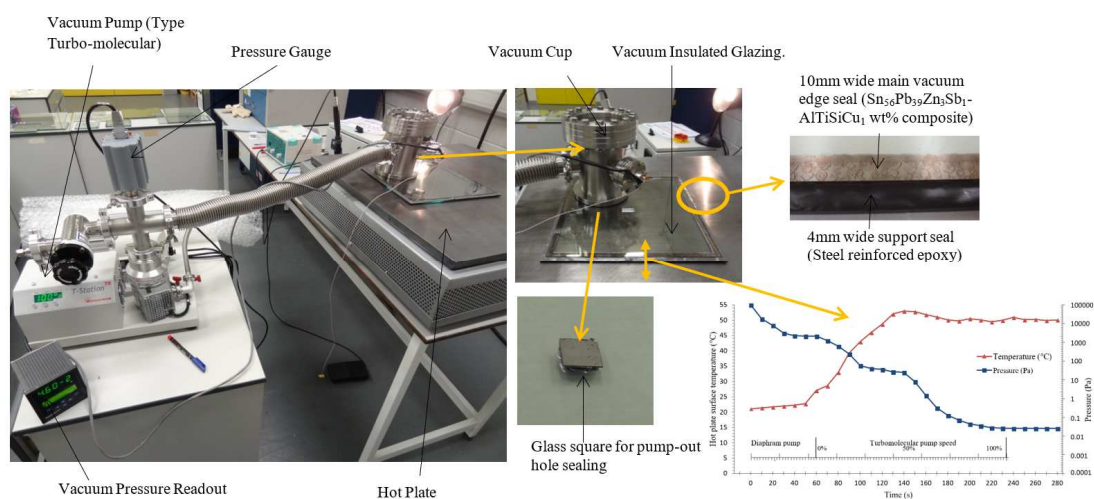 Vacuum Pump (Type
Turbo-molecular)
Pressure Gauge
Vacuum Cup
Vacuum Insulated Glazing.
10mm wide main vacuum
edge seal (Sn₅₆Pb₃₉Zn₃Sb₁-
AlTiSiCu₁ wt% composite)
4mm wide support seal
(Steel reinforced epoxy)
T-Station
460-2
Vacuum Pressure Readout
Hot Plate
Glass square for pump-out
hole sealing
Hot plate surface temperature (°C)
55
50
45
40
35
30
25
20
15
10
5
0
Temperature (°C)
Pressure (Pa)
100000
10000
1000
100
10
1
0.1
0.01
0.001
0.0001
Pressure (Pa)
Diaphram pump
0%
Turbomolecular pump speed
50%
100%
0 20 40 60 80 100 120 140 160 180 200 220 240 260 280
Time (s)